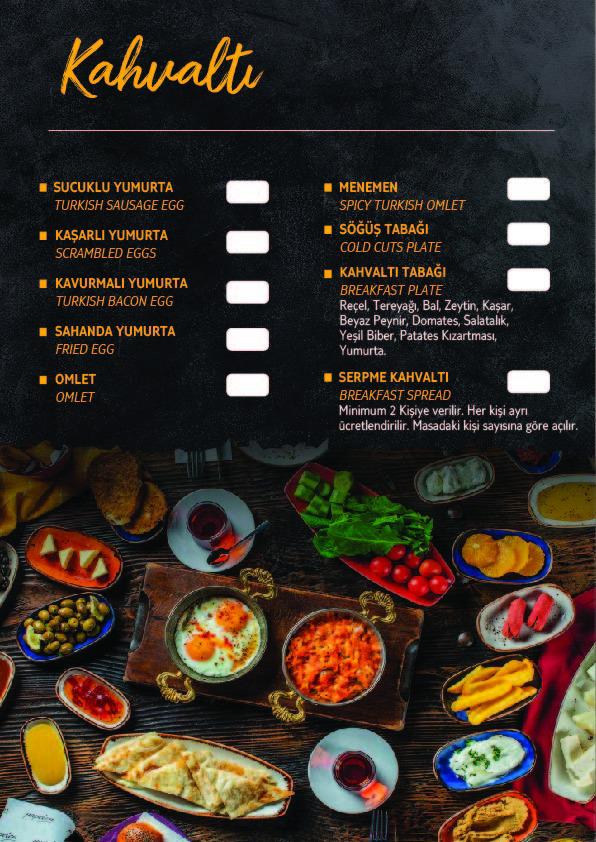 Kahvaltı
SUCUKLU YUMURTA
TURKISH SAUSAGE EGG
KAŞARLI YUMURTA
SCRAMBLED EGGS
KAVURMALI YUMURTA
TURKISH BACON EGG
SAHANDA YUMURTA
FRIED EGG
OMLET
OMLET
MENEMEN
SPICY TURKISH OMLET
SÖĞÜŞ TABAĞI
COLD CUTS PLATE
KAHVALTI TABAĞI
BREAKFAST PLATE
Reçel, Tereyağı, Bal, Zeytin, Kaşar,
Beyaz Peynir, Domates, Salatalık,
Yeşil Biber, Patates Kızartması,
Yumurta.
SERPME KAHVALTI
BREAKFAST SPREAD
Minimum 2 Kişiye verilir. Her kişi ayrı
ücretlendirilir. Masadaki kişi sayısına göre açılır.